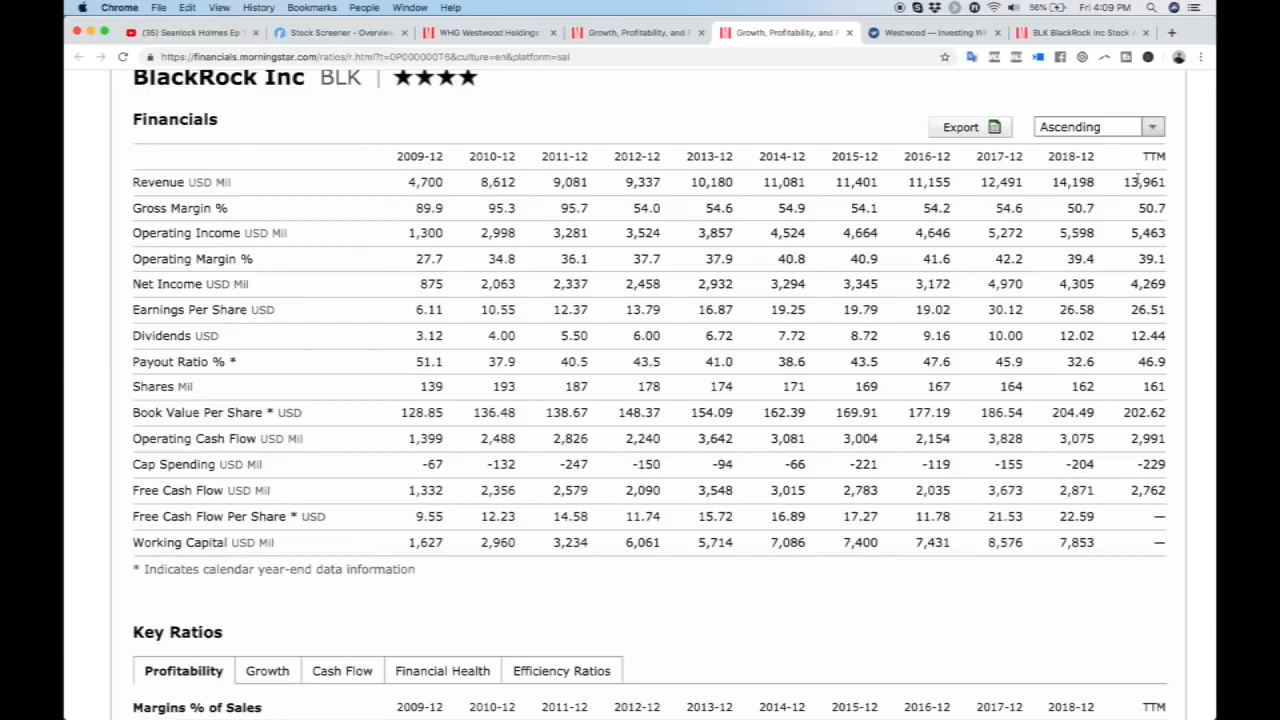 Chrome File Edit View History Bookmarks People Window Help 56% Fri 4:09 PM
(35) Seanlock Holmes Ep Stock Screener - Overview WHG Westwood Holdings Growth, Profitability, and Growth, Profitability, and Westwood — Investing BLK BlackRock Inc Stock
https://financials.morningstar.com/ratios/r.html?t=0P000000T6&culture=en&platform=sal
BlackRock Inc BLK | ★★★★
Financials
Export Ascending
2009-12 2010-12 2011-12 2012-12 2013-12 2014-12 2015-12 2016-12 2017-12 2018-12 TTM
Revenue USD Mil 4,700 8,612 9,081 9,337 10,180 11,081 11,401 11,155 12,491 14,198 13,961
Gross Margin % 89.9 95.3 95.7 54.0 54.6 54.9 54.1 54.2 54.6 50.7 50.7
Operating Income USD Mil 1,300 2,998 3,281 3,524 3,857 4,524 4,664 4,646 5,272 5,598 5,463
Operating Margin % 27.7 34.8 36.1 37.7 37.9 40.8 40.9 41.6 42.2 39.4 39.1
Net Income USD Mil 875 2,063 2,337 2,458 2,932 3,294 3,345 3,172 4,970 4,305 4,269
Earnings Per Share USD 6.11 10.55 12.37 13.79 16.87 19.25 19.79 19.02 30.12 26.58 26.51
Dividends USD 3.12 4.00 5.50 6.00 6.72 7.72 8.72 9.16 10.00 12.02 12.44
Payout Ratio % * 51.1 37.9 40.5 43.5 41.0 38.6 43.5 47.6 45.9 32.6 46.9
Shares Mil 139 193 187 178 174 171 169 167 164 162 161
Book Value Per Share * USD 128.85 136.48 138.67 148.37 154.09 162.39 169.91 177.19 186.54 204.49 202.62
Operating Cash Flow USD Mil 1,399 2,488 2,826 2,240 3,642 3,081 3,004 2,154 3,828 3,075 2,991
Cap Spending USD Mil -67 -132 -247 -150 -94 -66 -221 -119 -155 -204 -229
Free Cash Flow USD Mil 1,332 2,356 2,579 2,090 3,548 3,015 2,783 2,035 3,673 2,871 2,762
Free Cash Flow Per Share * USD 9.55 12.23 14.58 11.74 15.72 16.89 17.27 11.78 21.53 22.59 —
Working Capital USD Mil 1,627 2,960 3,234 6,061 5,714 7,086 7,400 7,431 8,576 7,853 —
* Indicates calendar year-end data information
Key Ratios
Profitability Growth Cash Flow Financial Health Efficiency Ratios
Margins % of Sales 2009-12 2010-12 2011-12 2012-12 2013-12 2014-12 2015-12 2016-12 2017-12 2018-12 TTM